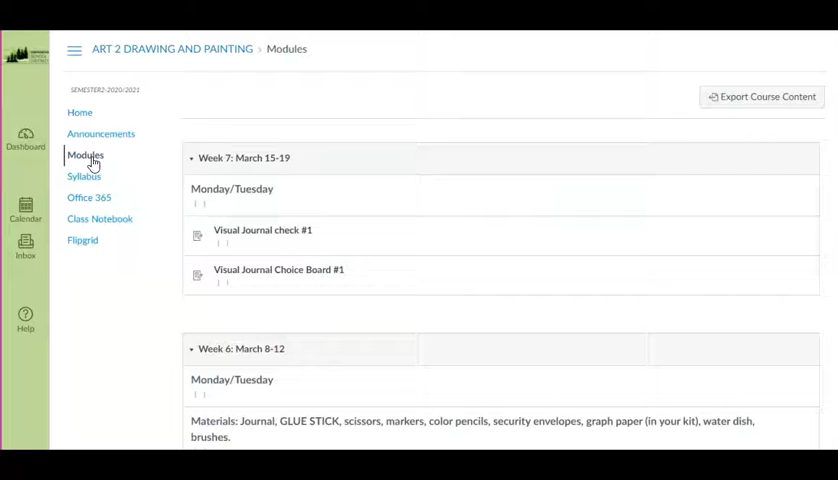 ART 2 DRAWING AND PAINTING > Modules
SEMESTER2-2020/2021
Export Course Content
Home
Announcements
Modules
Syllabus
Office 365
Class Notebook
Flipgrid
Dashboard
Calendar
Inbox
Help
Week 7: March 15-19
Monday/Tuesday
Visual Journal check #1
Visual Journal Choice Board #1
Week 6: March 8-12
Monday/Tuesday
Materials: Journal, GLUE STICK, scissors, markers, color pencils, security envelopes, graph paper (in your kit), water dish,
brushes.